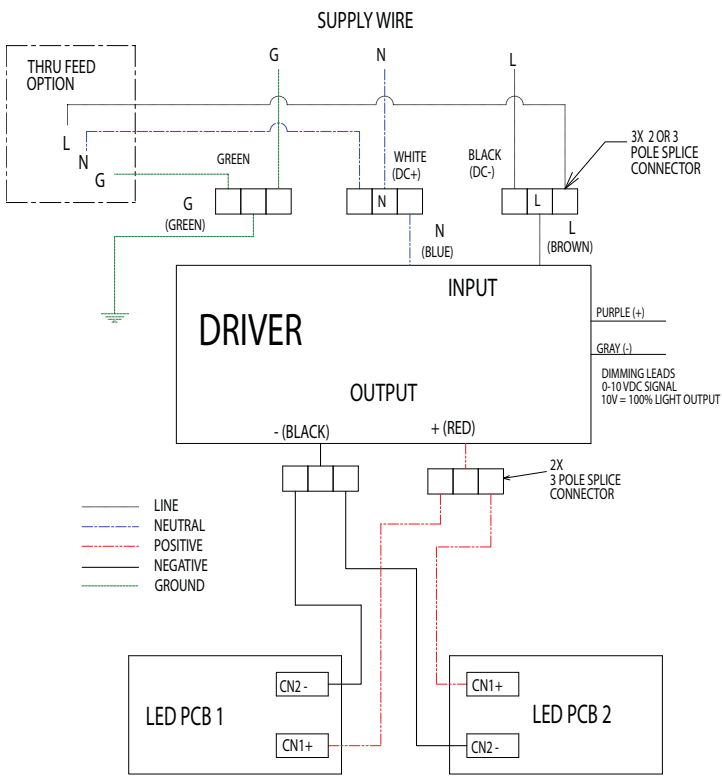 SUPPLY WIRE
THRU FEED
OPTION
G
N
L
L
N
G
GREEN
WHITE
(DC+)
BLACK
(DC-)
3X 2 OR 3
POLE SPLICE
CONNECTOR
N
L
G
(GREEN)
N
(BLUE)
L
(BROWN)
INPUT
DRIVER
PURPLE (+)
GRAY (-)
DIMMING LEADS
0-10 VDC SIGNAL
10V = 100% LIGHT OUTPUT
OUTPUT
- (BLACK)
+ (RED)
2X
3 POLE SPLICE
CONNECTOR
LINE
NEUTRAL
POSITIVE
NEGATIVE
GROUND
LED PCB 1
CN2 -
CN1+
CN1+
LED PCB 2
CN2 -